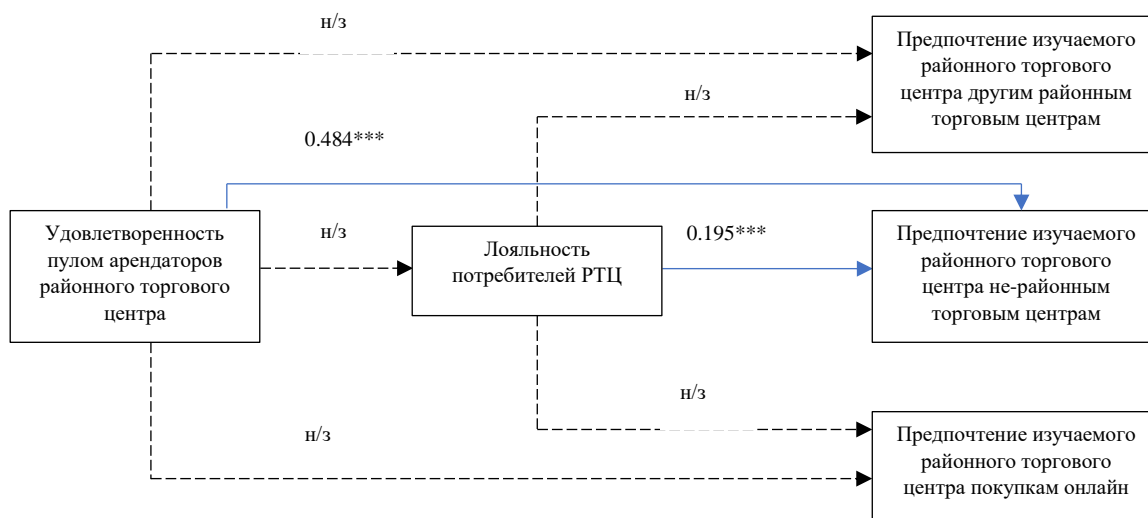 н/з
Предпочтение изучаемого
районного торгового
центра другим районным
торговым центрам
н/з
0.484***
Удовлетворенность
пулом арендаторов
районного торгового
центра
н/з
Лояльность
потребителей РТЦ
0.195***
Предпочтение изучаемого
районного торгового
центра не-районным
торговым центрам
н/з
н/з
Предпочтение изучаемого
районного торгового
центра покупкам онлайн